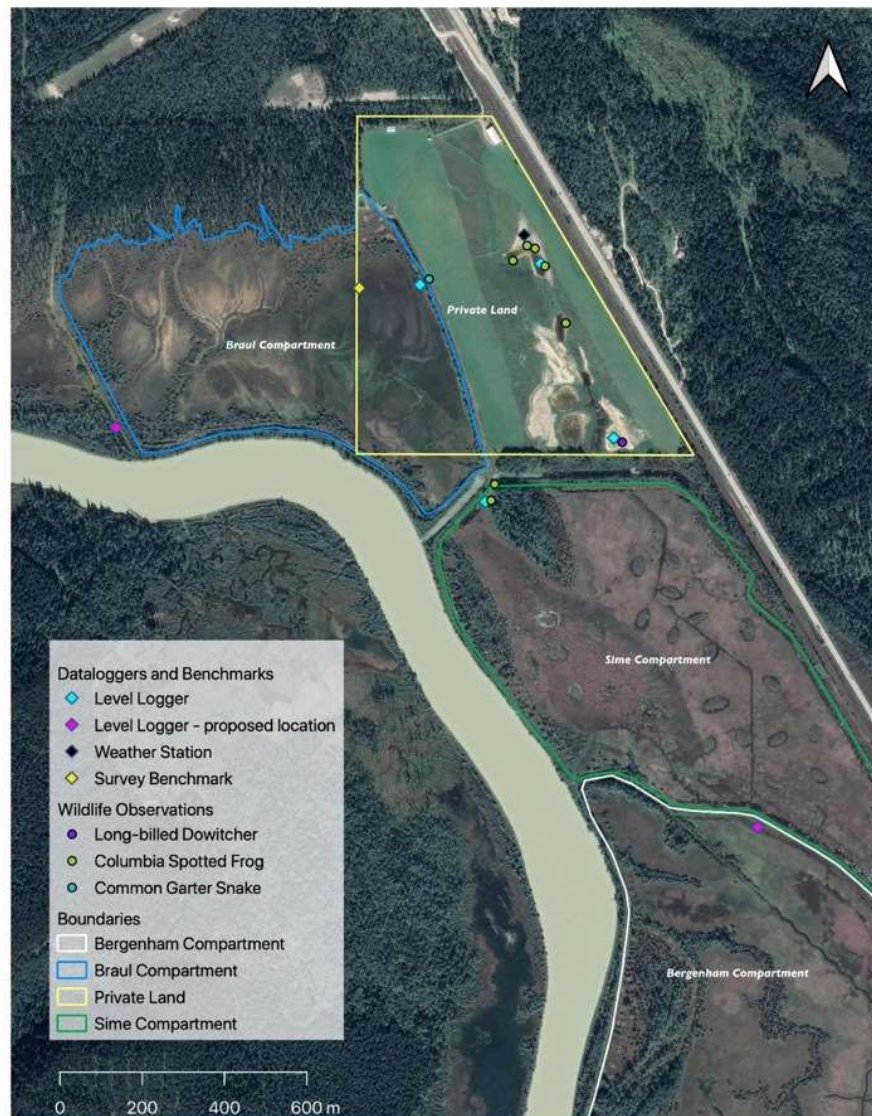 Private Land
Braul Compartment
Sime Compartment
Bergenham Compartment
Dataloggers and Benchmarks
Level Logger
Level Logger - proposed location
Weather Station
Survey Benchmark
Wildlife Observations
Long-billed Dowitcher
Columbia Spotted Frog
Common Garter Snake
Boundaries
Bergenham Compartment
Braul Compartment
Private Land
Sime Compartment
0 200 400 600 m